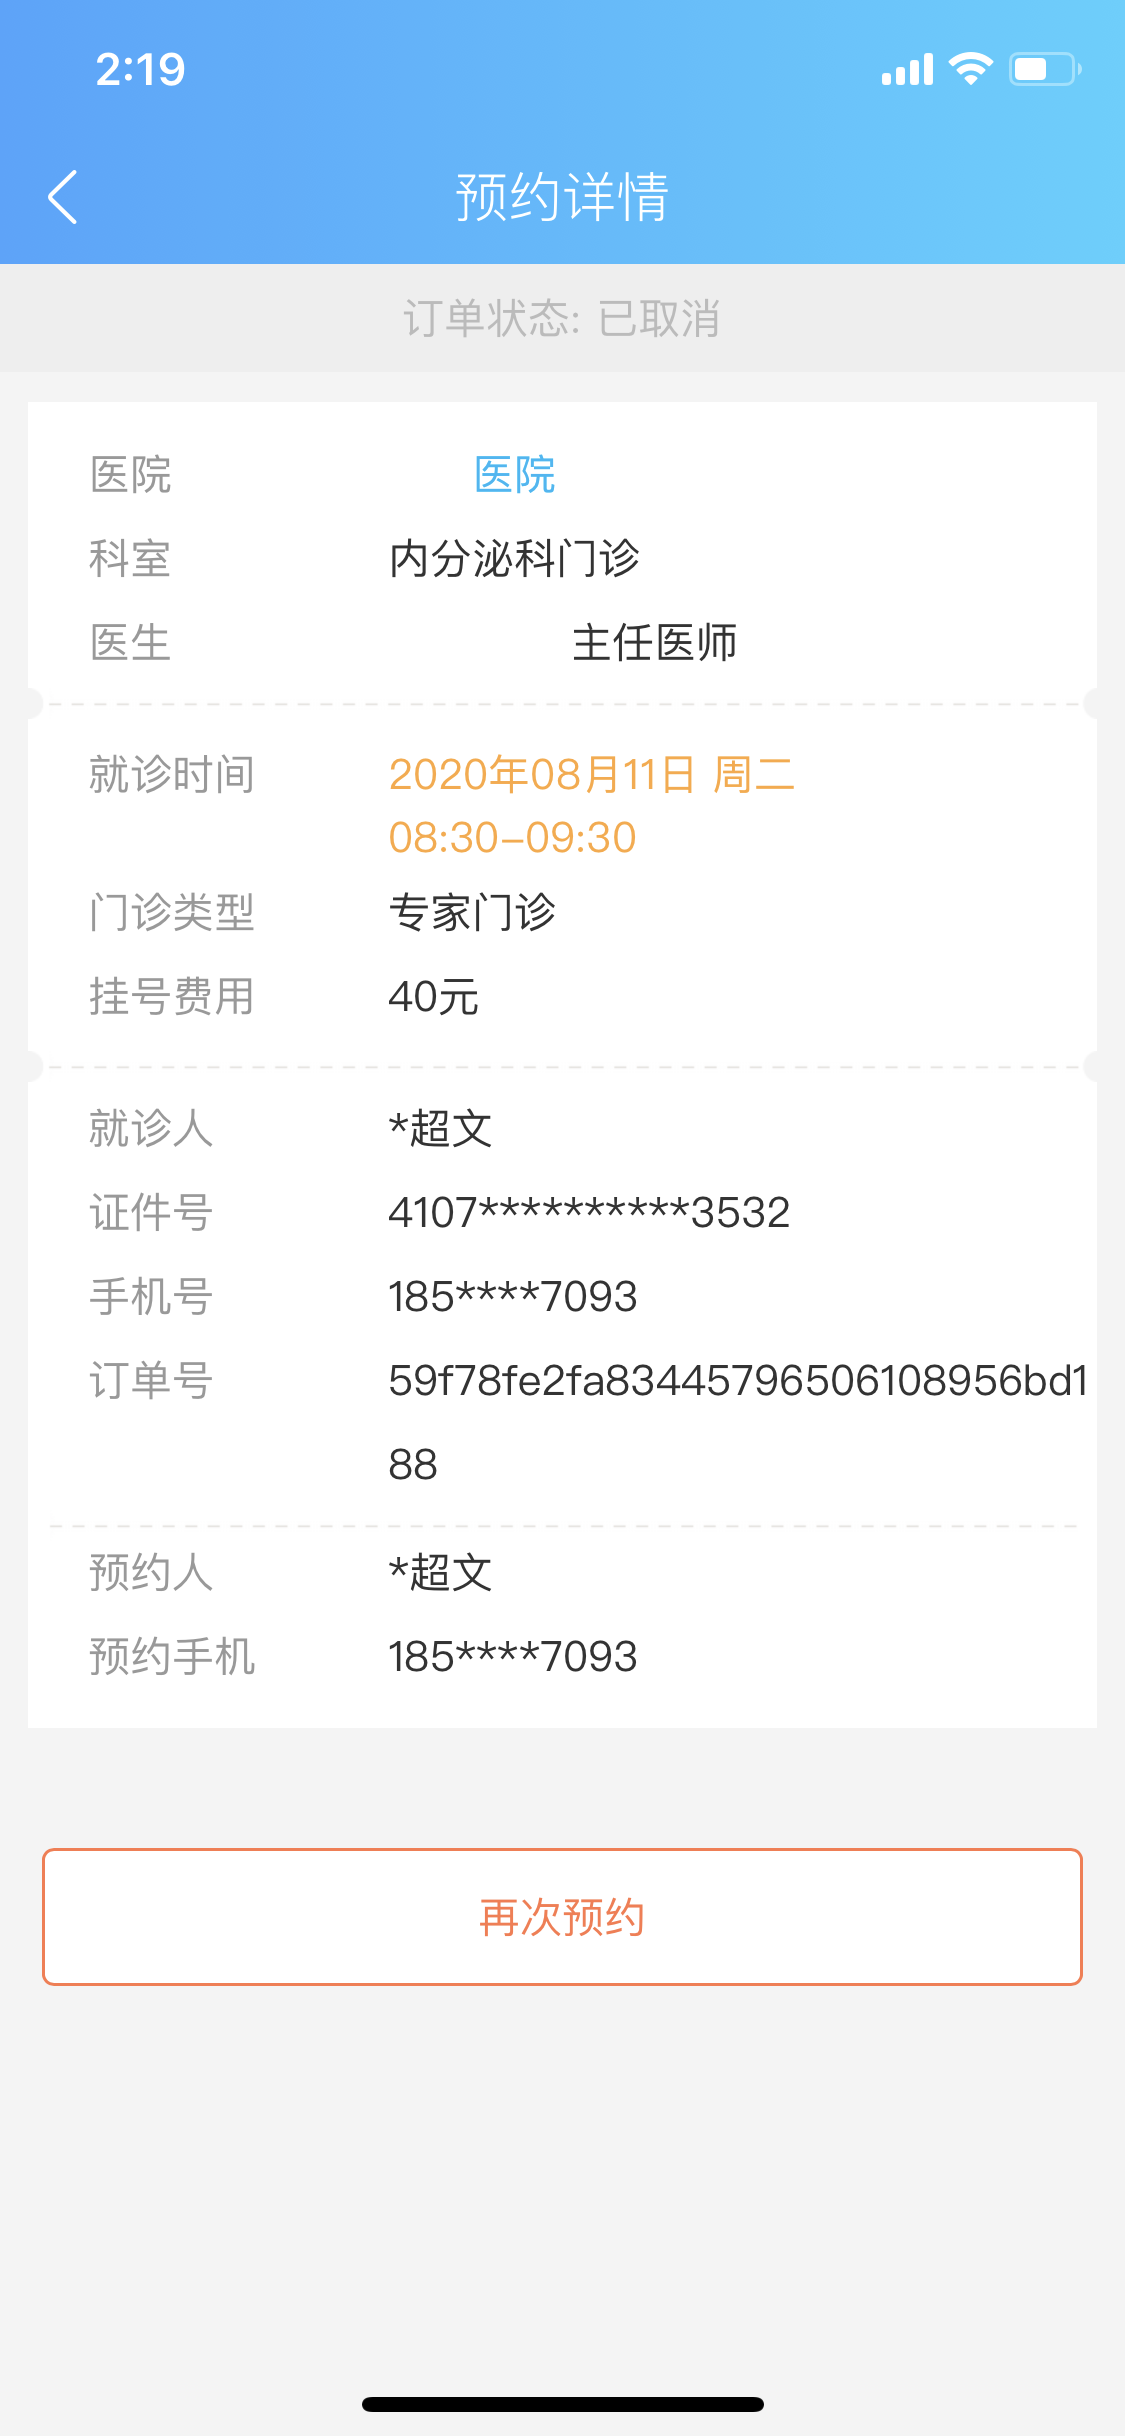 2:19
预约详情
订单状态: 已取消
医院 医院
科室 内分泌科门诊
医生 主任医师
就诊时间 2020年08月11日 周二
08:30-09:30
门诊类型 专家门诊
挂号费用 40元
就诊人 *超文
证件号 4107**********3532
手机号 185****7093
订单号 59f78fe2fa834457965061089​56bd1
88
预约人 *超文
预约手机 185****7093
再次预约